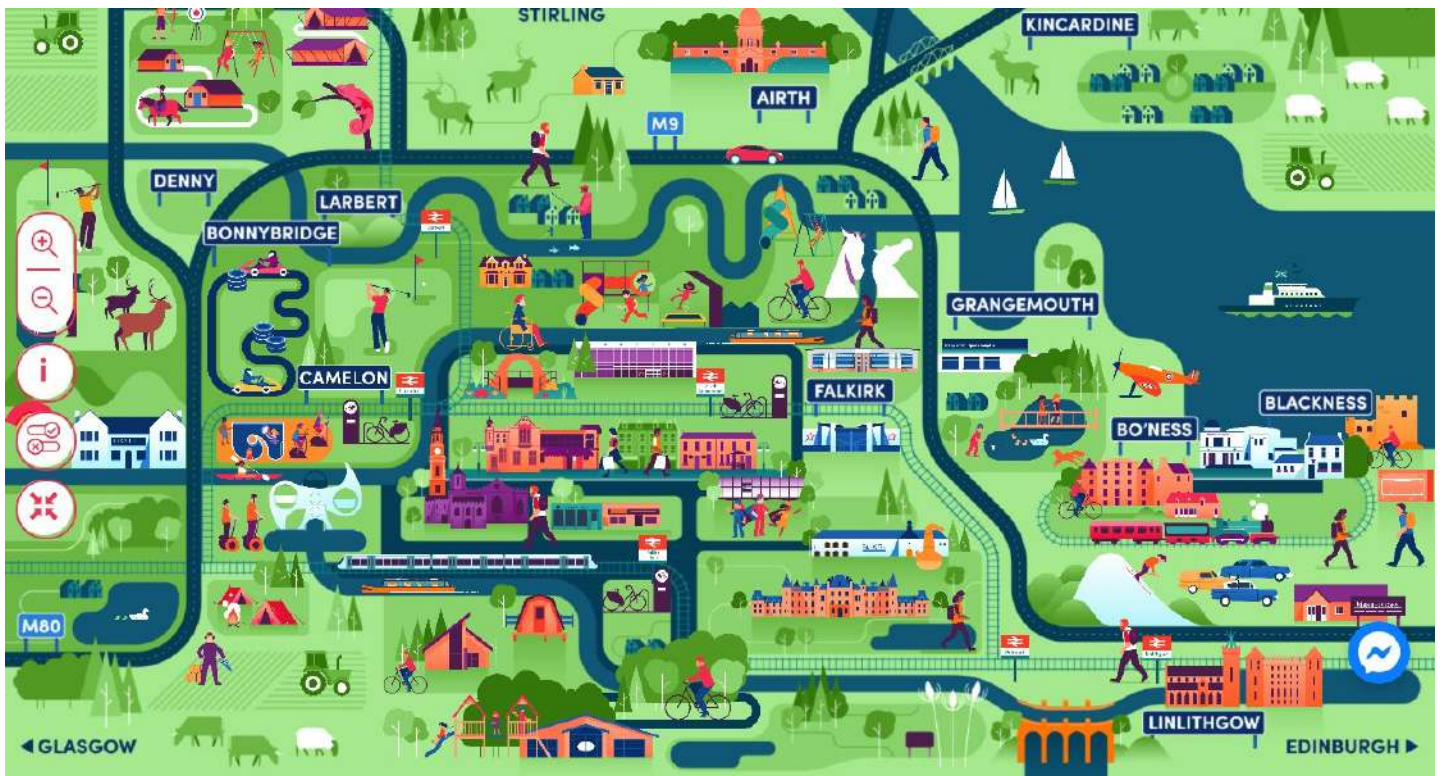 STIRLING
KINCARDINE
AIRTH
M9
DENNY
LARBERT
BONNYBRIDGE
GRANGEMOUTH
CAMELON
FALKIRK
BLACKNESS
BO'NESS
M80
LINLITHGOW
GLASGOW
EDINBURGH